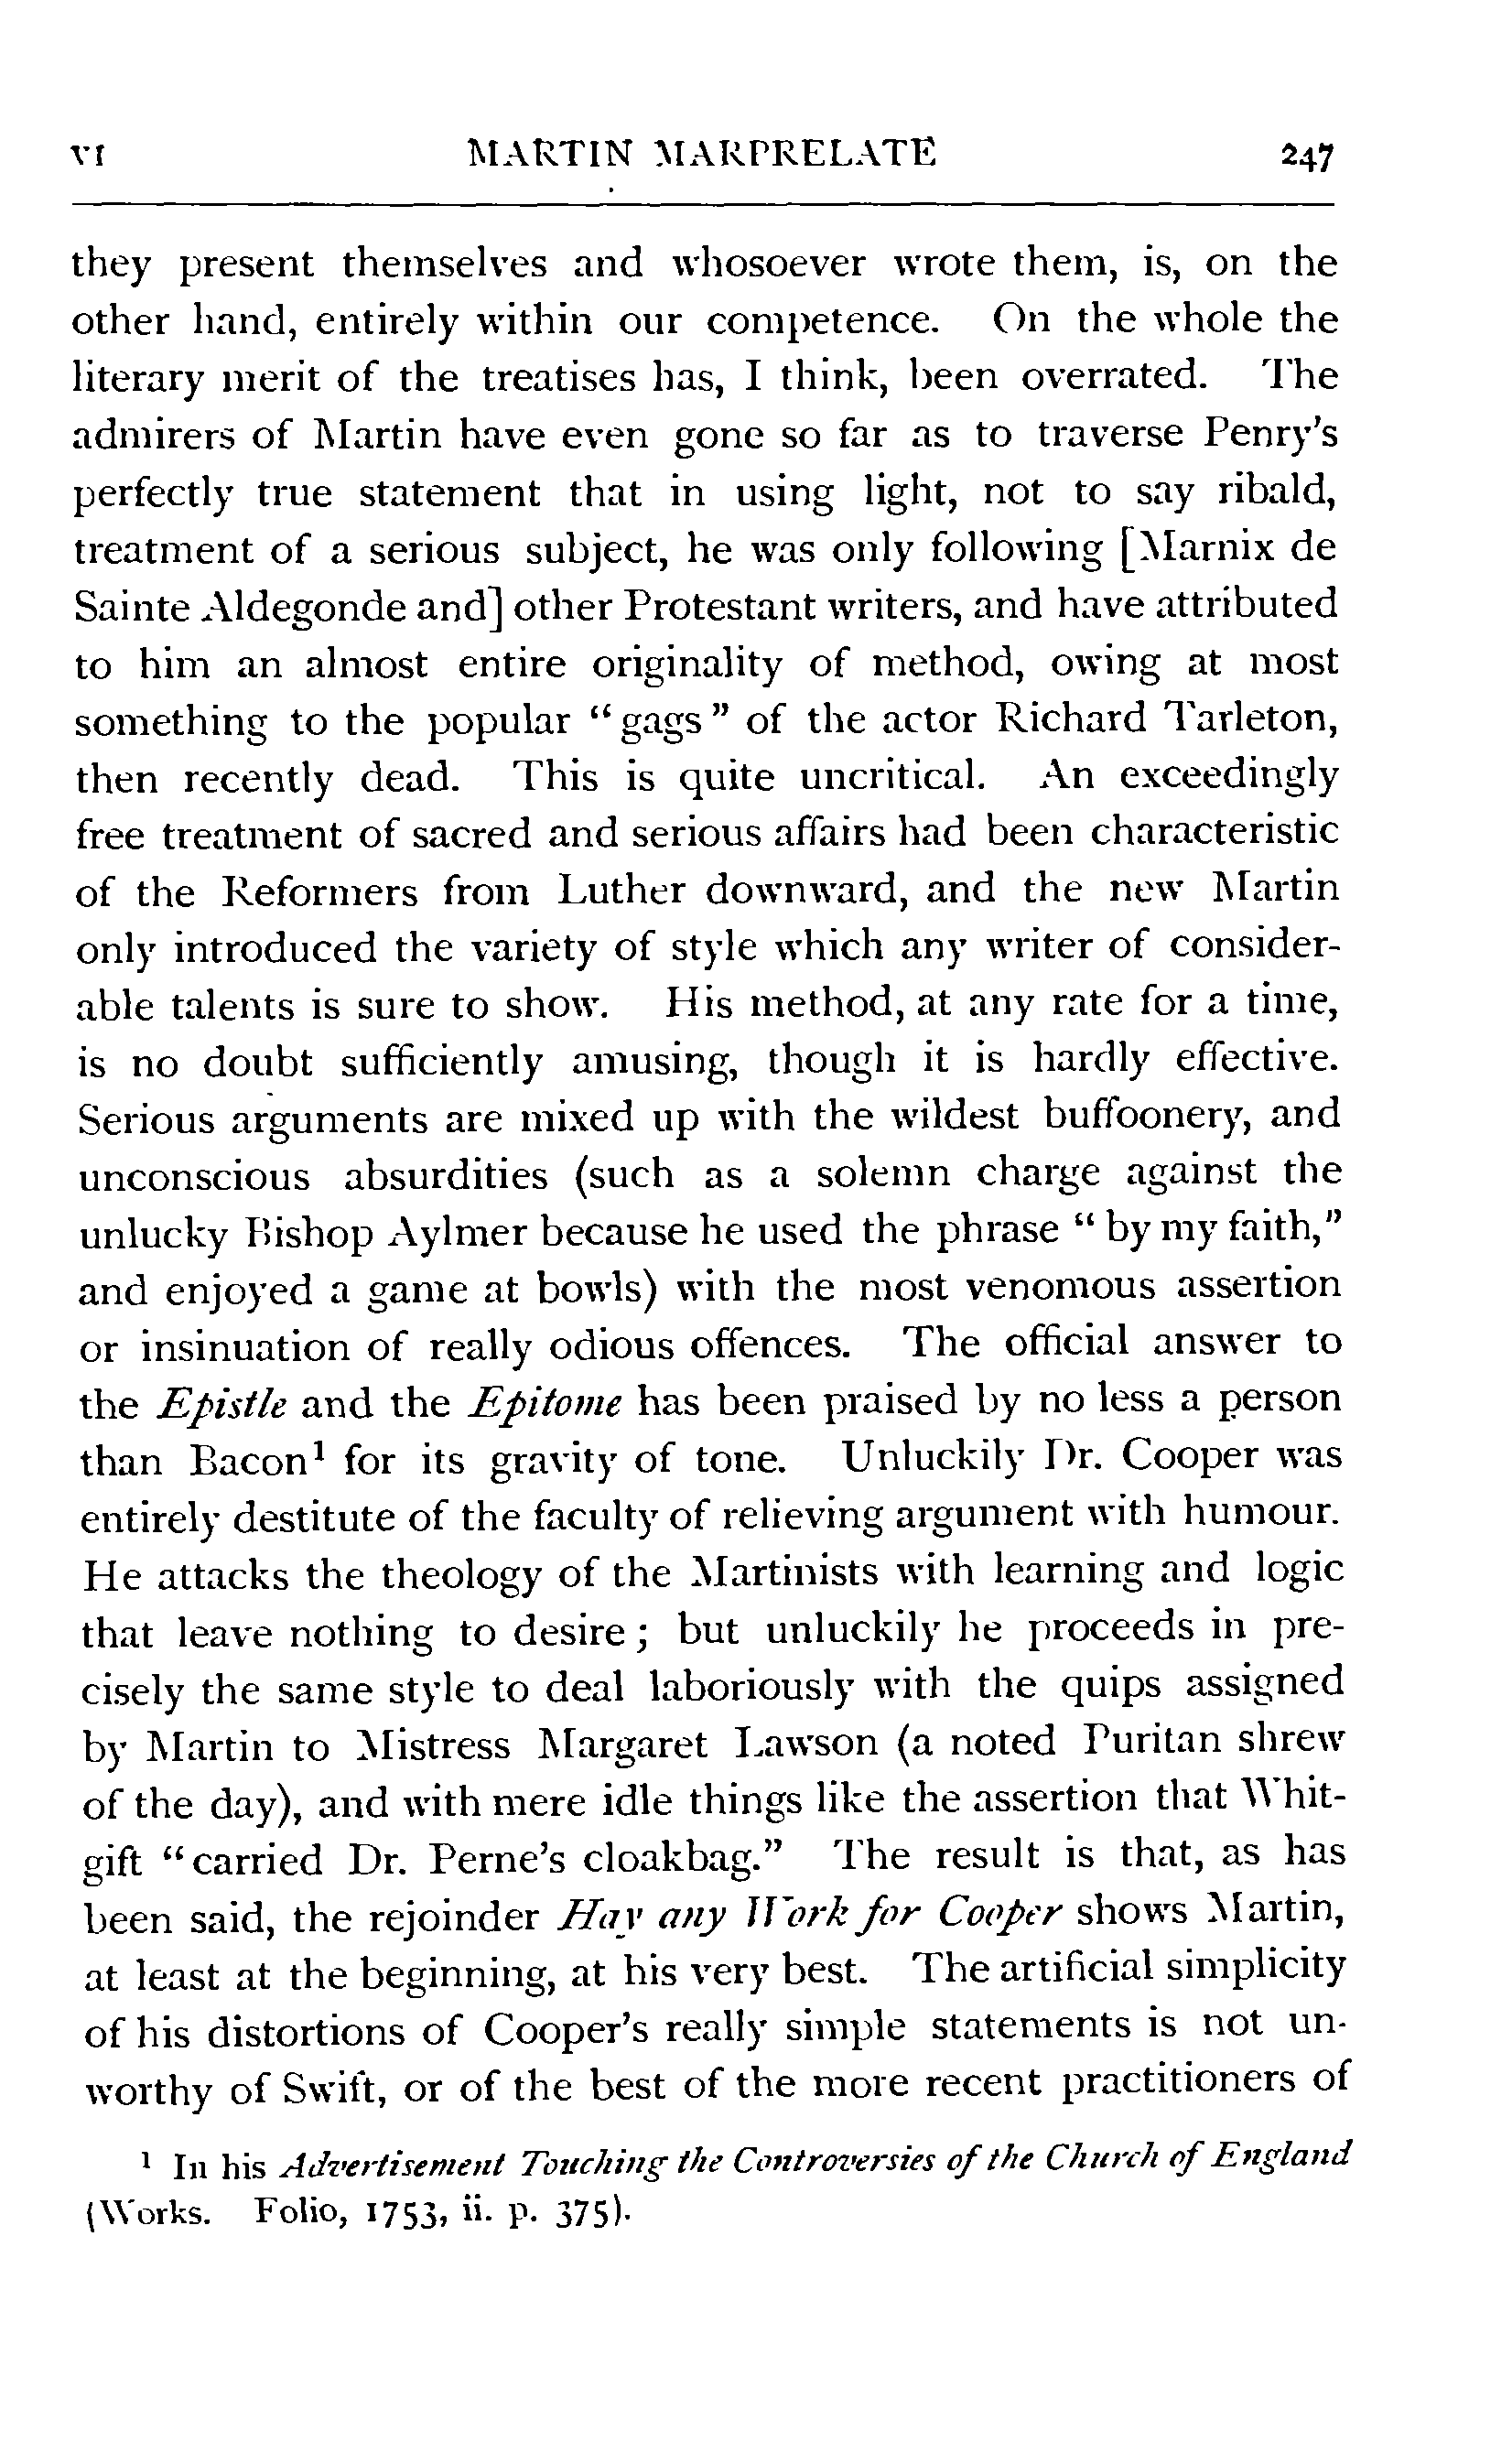 VI MARTIN MARPRELATE 247
they present themselves and whosoever wrote them, is, on the
other hand, entirely within our competence. On the whole the
literary merit of the treatises has, I think, been overrated. The
admirers of Martin have even gone so far as to traverse Penry's
perfectly true statement that in using light, not to say ribald,
treatment of a serious subject, he was only following [Marnix de
Sainte Aldegonde and] other Protestant writers, and have attributed
to him an almost entire originality of method, owing at most
something to the popular "gags" of the actor Richard Tarleton,
then recently dead. This is quite uncritical. An exceedingly
free treatment of sacred and serious affairs had been characteristic
of the Reformers from Luther downward, and the new Martin
only introduced the variety of style which any writer of consider-
able talents is sure to show. His method, at any rate for a time,
is no doubt sufficiently amusing, though it is hardly effective.
Serious arguments are mixed up with the wildest buffoonery, and
unconscious absurdities (such as a solemn charge against the
unlucky Bishop Aylmer because he used the phrase "by my faith,"
and enjoyed a game at bowls) with the most venomous assertion
or insinuation of really odious offences. The official answer to
the Epistle and the Epitome has been praised by no less a person
than Bacon¹ for its gravity of tone. Unluckily Dr. Cooper was
entirely destitute of the faculty of relieving argument with humour.
He attacks the theology of the Martinists with learning and logic
that leave nothing to desire; but unluckily he proceeds in pre-
cisely the same style to deal laboriously with the quips assigned
by Martin to Mistress Margaret Lawson (a noted Puritan shrew
of the day), and with mere idle things like the assertion that Whit-
gift "carried Dr. Perne's cloakbag." The result is that, as has
been said, the rejoinder Hay any Work for Cooper shows Martin,
at least at the beginning, at his very best. The artificial simplicity
of his distortions of Cooper's really simple statements is not un-
worthy of Swift, or of the best of the more recent practitioners of
¹ In his Advertisement Touching the Controversies of the Church of England
(Works. Folio, 1753, ii. p. 375).